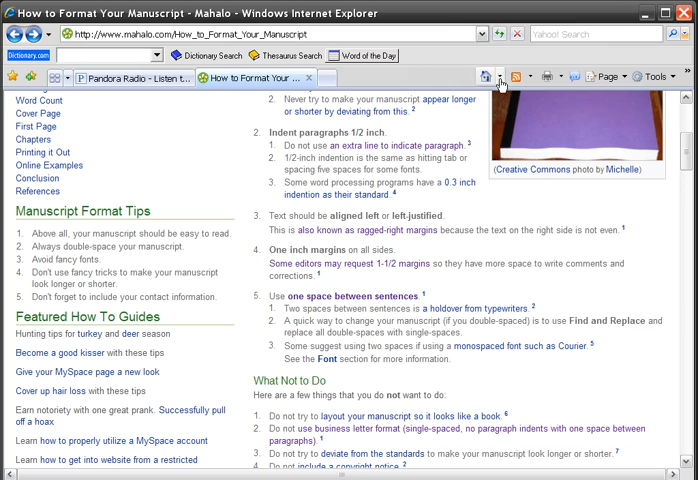 How to Format Your Manuscript - Mahalo - Windows Internet Explorer
http://www.mahalo.com/How_to_Format_Your_Manuscript
Yahoo! Search
Dictionary.com
Dictionary Search
Thesaurus Search
Word of the Day
Pandora Radio - Listen t...
How to Format Your ...
Page
Tools
Word Count
Cover Page
First Page
Chapters
Printing it Out
Online Examples
Conclusion
References
Manuscript Format Tips
1. Above all, your manuscript should be easy to read.
2. Always double-space your manuscript.
3. Avoid fancy fonts.
4. Don't use fancy tricks to make your manuscript
look longer or shorter.
5. Don't forget to include your contact information.
Featured How To Guides
Hunting tips for turkey and deer season
Become a good kisser with these tips
Give your MySpace page a new look
Cover up hair loss with these tips
Earn notoriety with one great prank. Successfully pull
off a hoax
Learn how to properly utilize a MySpace account
Learn how to get into website from a restricted
2. Never try to make your manuscript appear longer
or shorter by deviating from this. 2
2. Indent paragraphs 1/2 inch.
1. Do not use an extra line to indicate paragraph. 3
2. 1/2-inch indention is the same as hitting tab or
spacing five spaces for some fonts.
3. Some word processing programs have a 0.3 inch
indention as their standard. 4
3. Text should be aligned left or left-justified.
This is also known as ragged-right margins because the text on the right side is not even. 1
4. One inch margins on all sides.
Some editors may request 1-1/2 margins so they have more space to write comments and
corrections. 1
5. Use one space between sentences. 1
1. Two spaces between sentences is a holdover from typewriters. 2
2. A quick way to change your manuscript (if you double-spaced) is to use Find and Replace and
replace all double-spaces with single-spaces.
3. Some suggest using two spaces if using a monospaced font such as Courier. 5
See the Font section for more information.
What Not to Do
Here are a few things that you do not want to do:
1. Do not try to layout your manuscript so it looks like a book. 6
2. Do not use business letter format (single-spaced, no paragraph indents with one space between
paragraphs). 1
3. Do not try to deviate from the standards to make your manuscript look longer or shorter. 7
4. Do not include a copyright notice. 2
(Creative Commons photo by Michelle)